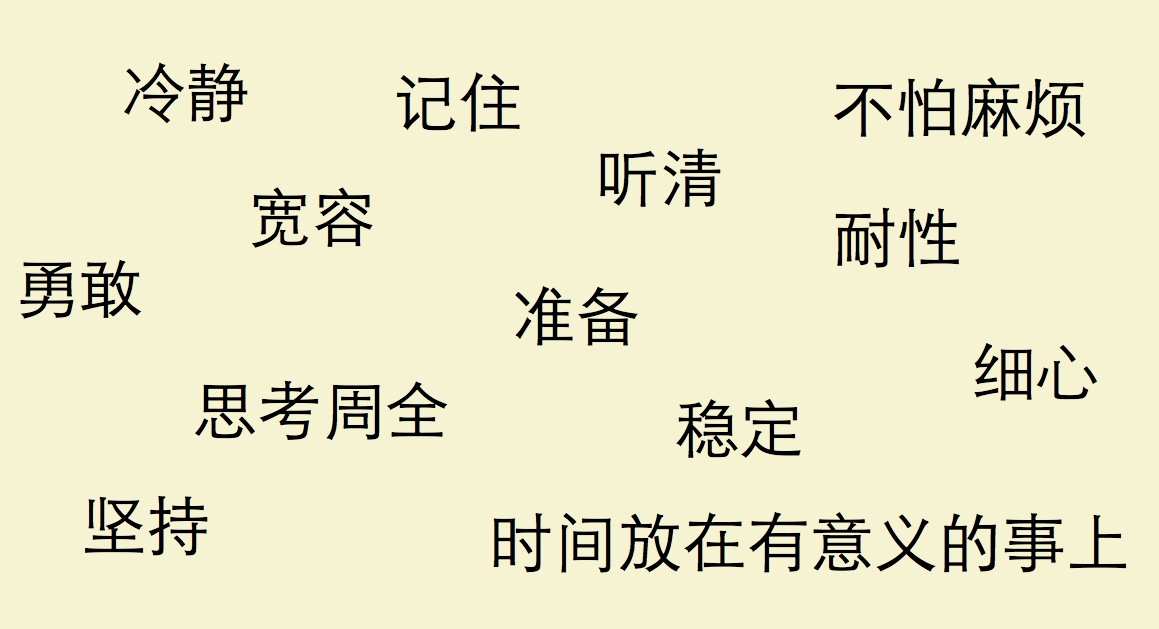 冷静
记住
不怕麻烦
听清
宽容
耐性
勇敢
准备
细心
思考周全
稳定
坚持
时间放在有意义的事上